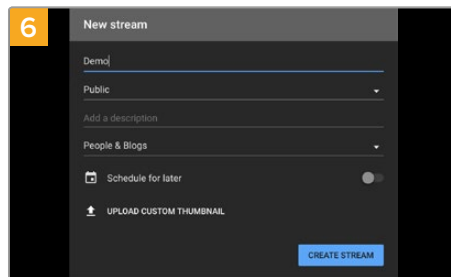 6
New stream
Demo
Public
Add a description
People & Blogs
Schedule for later
UPLOAD CUSTOM THUMBNAIL
CREATE STREAM